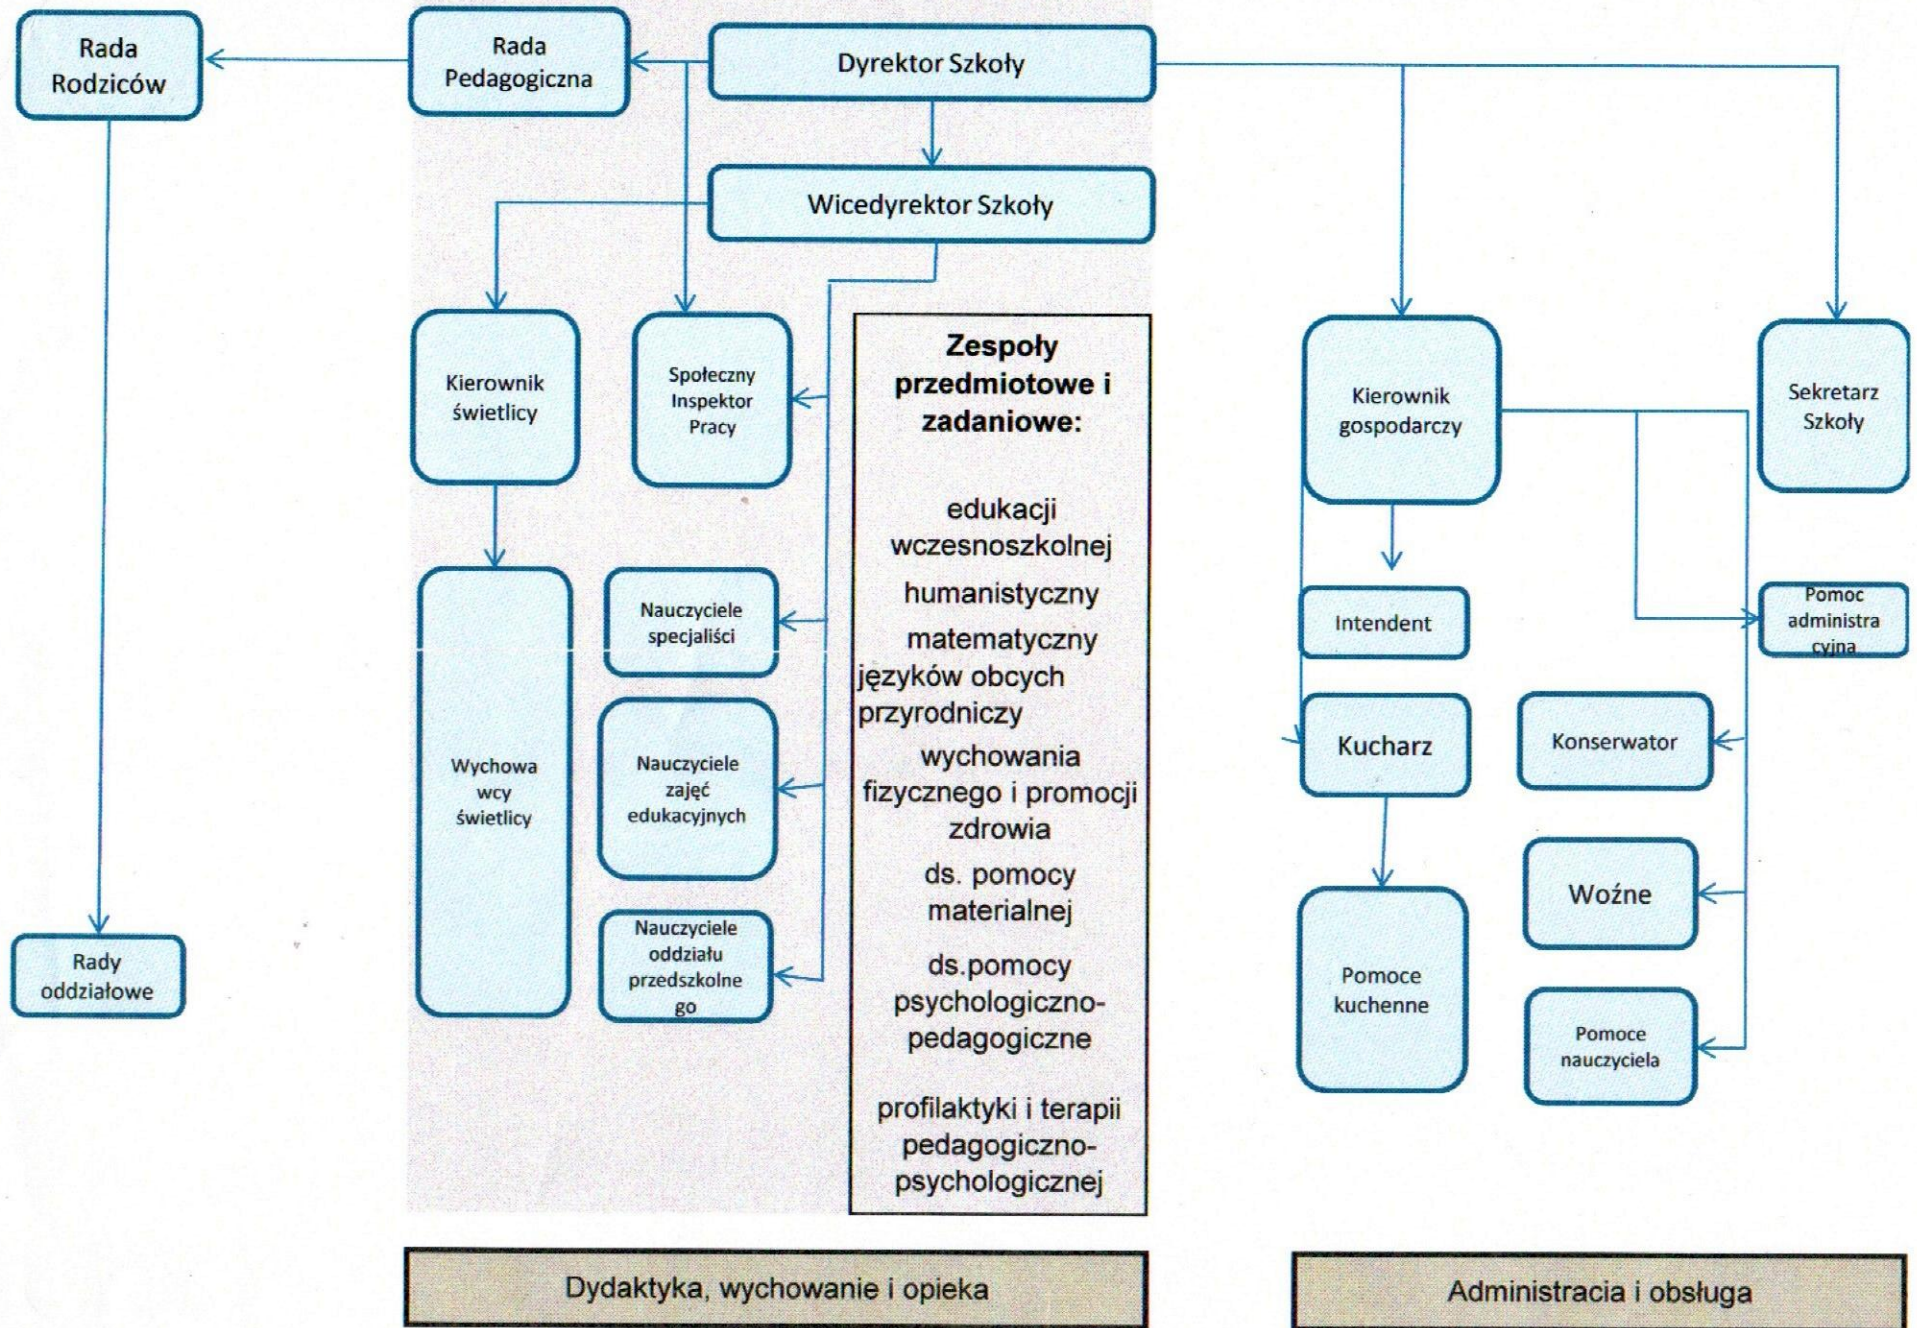 Rada
Rodziców
Rada
Pedagogiczna
Dyrektor Szkoły
Wicedyrektor Szkoły
Kierownik
świetlicy
Społeczny
Inspektor
Pracy
Zespoły
przedmiotowe i
zadaniowe:
edukacji
wczesnoszkolnej
humanistyczny
matematyczny
języków obcych
przyrodniczy
wychowania
fizycznego i promocji
zdrowia
ds. pomocy
materialnej
ds.pomocy
psychologiczno-
pedagogiczne
profilaktyki i terapii
pedagogiczno-
psychologicznej
Kierownik
gospodarczy
Sekretarz
Szkoły
Wychowa
wcy
świetlicy
Nauczyciele
specjaliści
Nauczyciele
zajęć
edukacyjnych
Nauczyciele
oddziału
przedszkolne
go
Intendent
Pomoc
administra
cyjna
Kucharz
Konserwator
Woźne
Pomoce
kuchenne
Pomoce
nauczyciela
Rady
oddziałowe
Dydaktyka, wychowanie i opieka
Administracia i obsługa